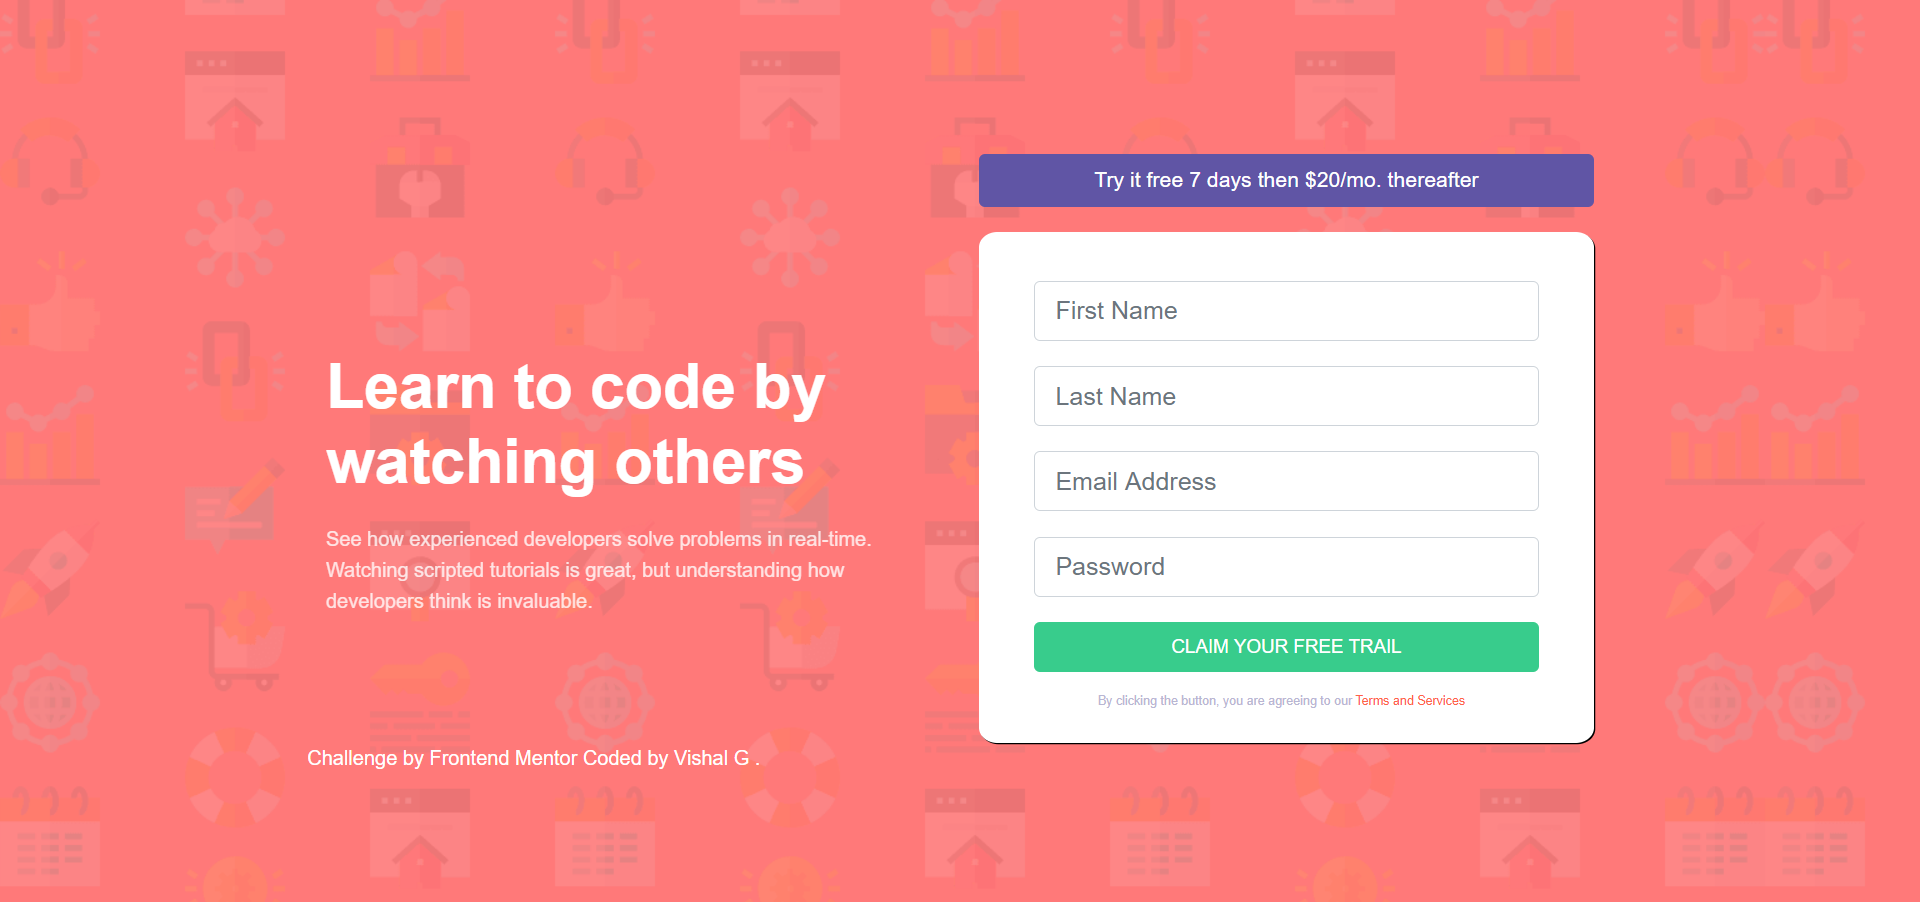 Learn to code by
watching others
See how experienced developers solve problems in real-time.
Watching scripted tutorials is great, but understanding how
developers think is invaluable.
Challenge by Frontend Mentor Coded by Vishal G .
Try it free 7 days then $20/mo. thereafter
First Name
Last Name
Email Address
Password
CLAIM YOUR FREE TRAIL
By clicking the button, you are agreeing to our Terms and Services